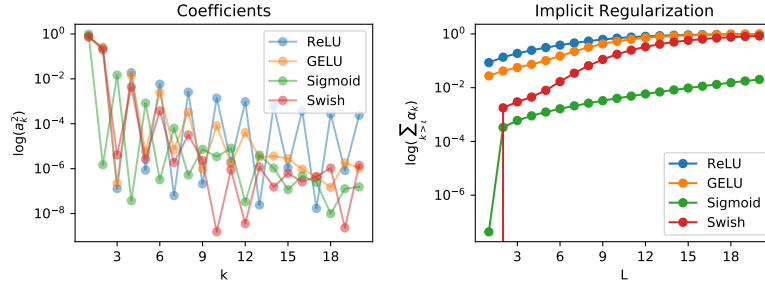 Coefficients
log(a_k^2)
10^0
10^-2
10^-4
10^-6
10^-8
3 6 9 12 15 18
k
ReLU
GELU
Sigmoid
Swish
Implicit Regularization
log(∑_{k>ι} α_k)
10^0
10^-2
10^-4
10^-6
3 6 9 12 15 18
L
ReLU
GELU
Sigmoid
Swish